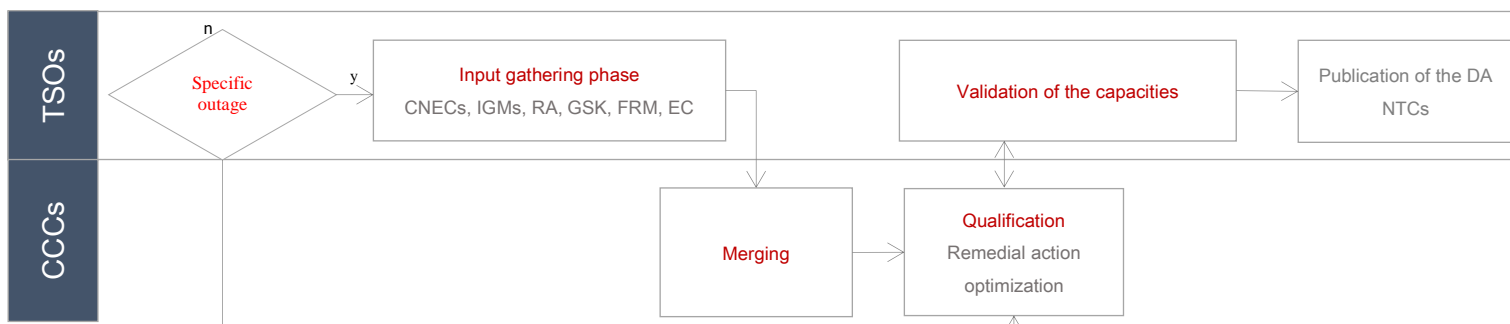 TSOs
n
Specific
outage
y
Input gathering phase
CNECs, IGMs, RA, GSK, FRM, EC
Validation of the capacities
Publication of the DA
NTCs
CCCs
Merging
Qualification
Remedial action
optimization